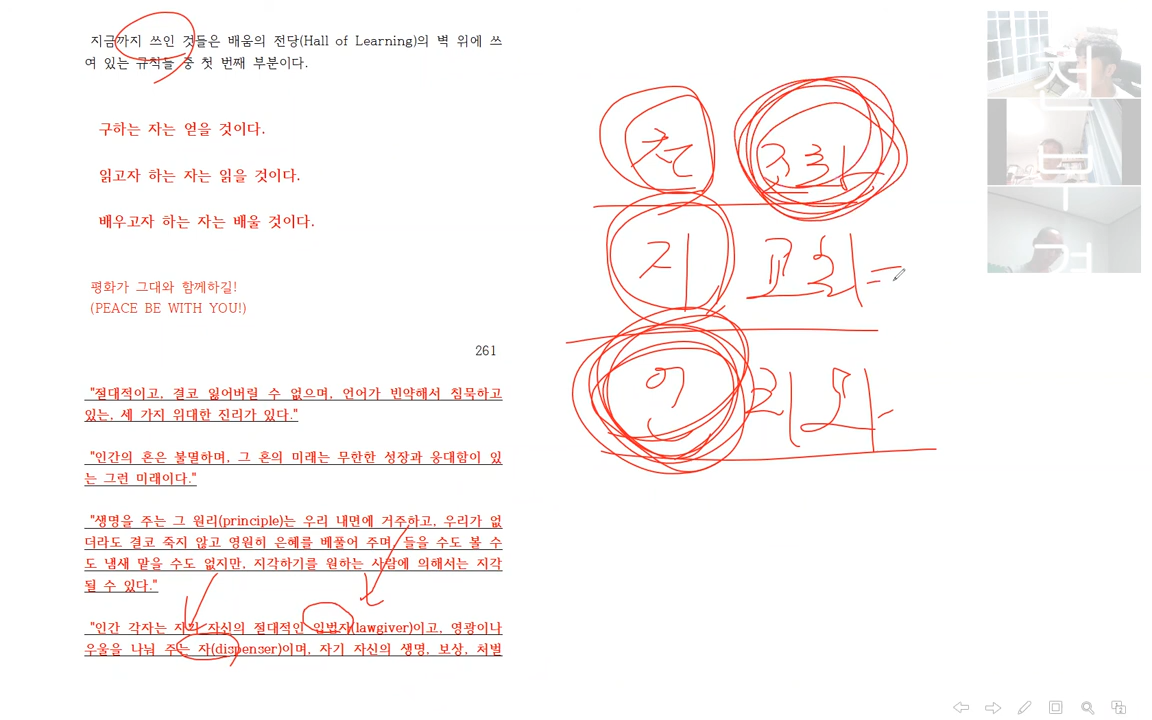 지금까지 쓰인 것들은 배움의 전당(Hall of Learning)의 벽 위에 쓰
여 있는 규칙들 중 첫 번째 부분이다.
구하는 자는 얻을 것이다.
읽고자 하는 자는 읽을 것이다.
배우고자 하는 자는 배울 것이다.
평화가 그대와 함께하길!
(PEACE BE WITH YOU!)
261
"절대적이고, 결코 잃어버릴 수 없으며, 언어가 빈약해서 침묵하고
있는, 세 가지 위대한 진리가 있다."
"인간의 혼은 불멸하며, 그 혼의 미래는 무한한 성장과 웅대함이 있
는 그런 미래이다."
"생명을 주는 그 원리(principle)는 우리 내면에 거주하고, 우리가 없
더라도 결코 죽지 않고 영원히 은혜를 베풀어 주며, 들을 수도 볼 수
도 냄새 맡을 수도 없지만, 지각하기를 원하는 사람에 의해서는 지각
될 수 있다."
"인간 각자는 자기 자신의 절대적인 입법자(lawgiver)이고, 영광이나
우울을 나눠 주는 자(dispenser)이며, 자기 자신의 생명, 보상, 처벌
천 조화
지 교화
인 치화